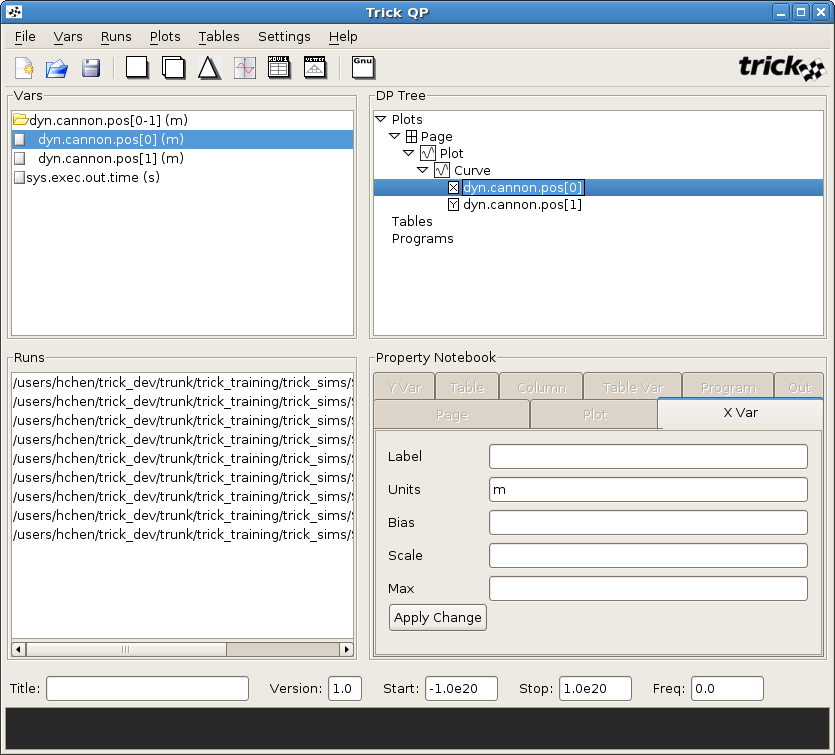 Trick QP
File Vars Runs Plots Tables Settings Help
XOYO1
Gnu
trick
Vars
dyn.cannon.pos[0-1] (m)
dyn.cannon.pos[0] (m)
dyn.cannon.pos[1] (m)
sys.exec.out.time (s)
DP Tree
Plots
Page
Plot
Curve
X dyn.cannon.pos[0]
Y dyn.cannon.pos[1]
Tables
Programs
Runs
/users/hchen/trick_dev/trunk/trick_training/trick_sims/
/users/hchen/trick_dev/trunk/trick_training/trick_sims/
/users/hchen/trick_dev/trunk/trick_training/trick_sims/
/users/hchen/trick_dev/trunk/trick_training/trick_sims/
/users/hchen/trick_dev/trunk/trick_training/trick_sims/
/users/hchen/trick_dev/trunk/trick_training/trick_sims/
/users/hchen/trick_dev/trunk/trick_training/trick_sims/
/users/hchen/trick_dev/trunk/trick_training/trick_sims/
/users/hchen/trick_dev/trunk/trick_training/trick_sims/
Property Notebook
Y Var Table Column Table Var Program Out
Page Plot X Var
Label
Units m
Bias
Scale
Max
Apply Change
Title: Version: 1.0 Start: -1.0e20 Stop: 1.0e20 Freq: 0.0